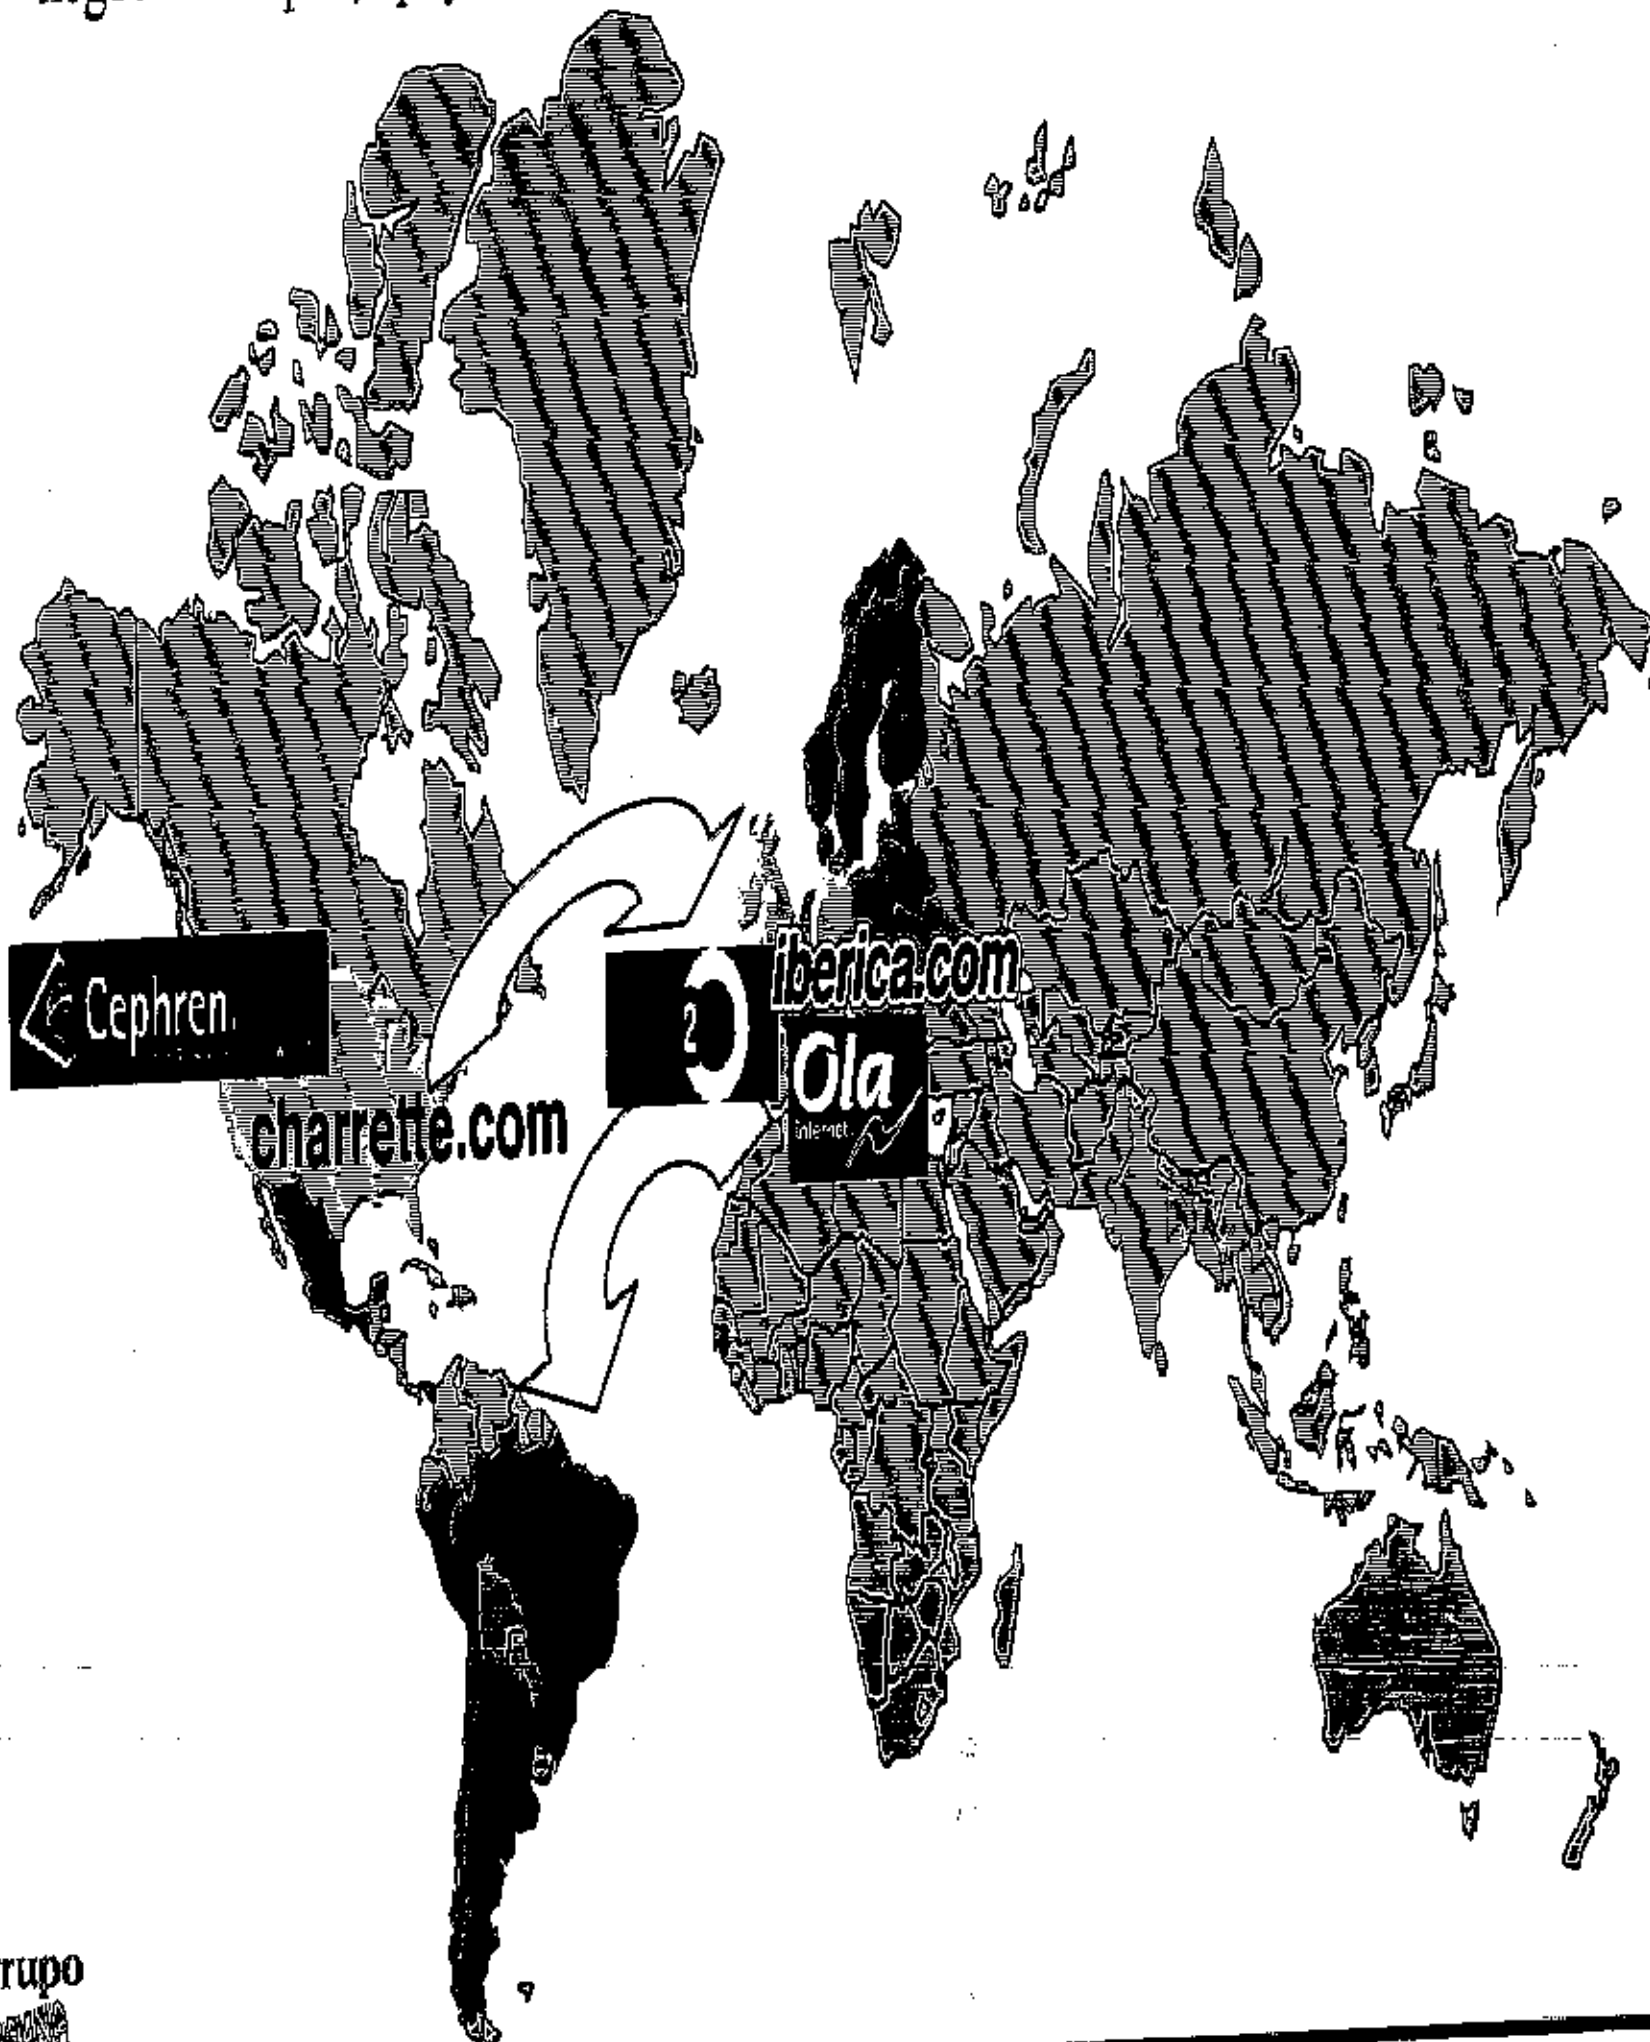 Cephren
iberica.com
2
Ola
internet.
charrette.com
rupo